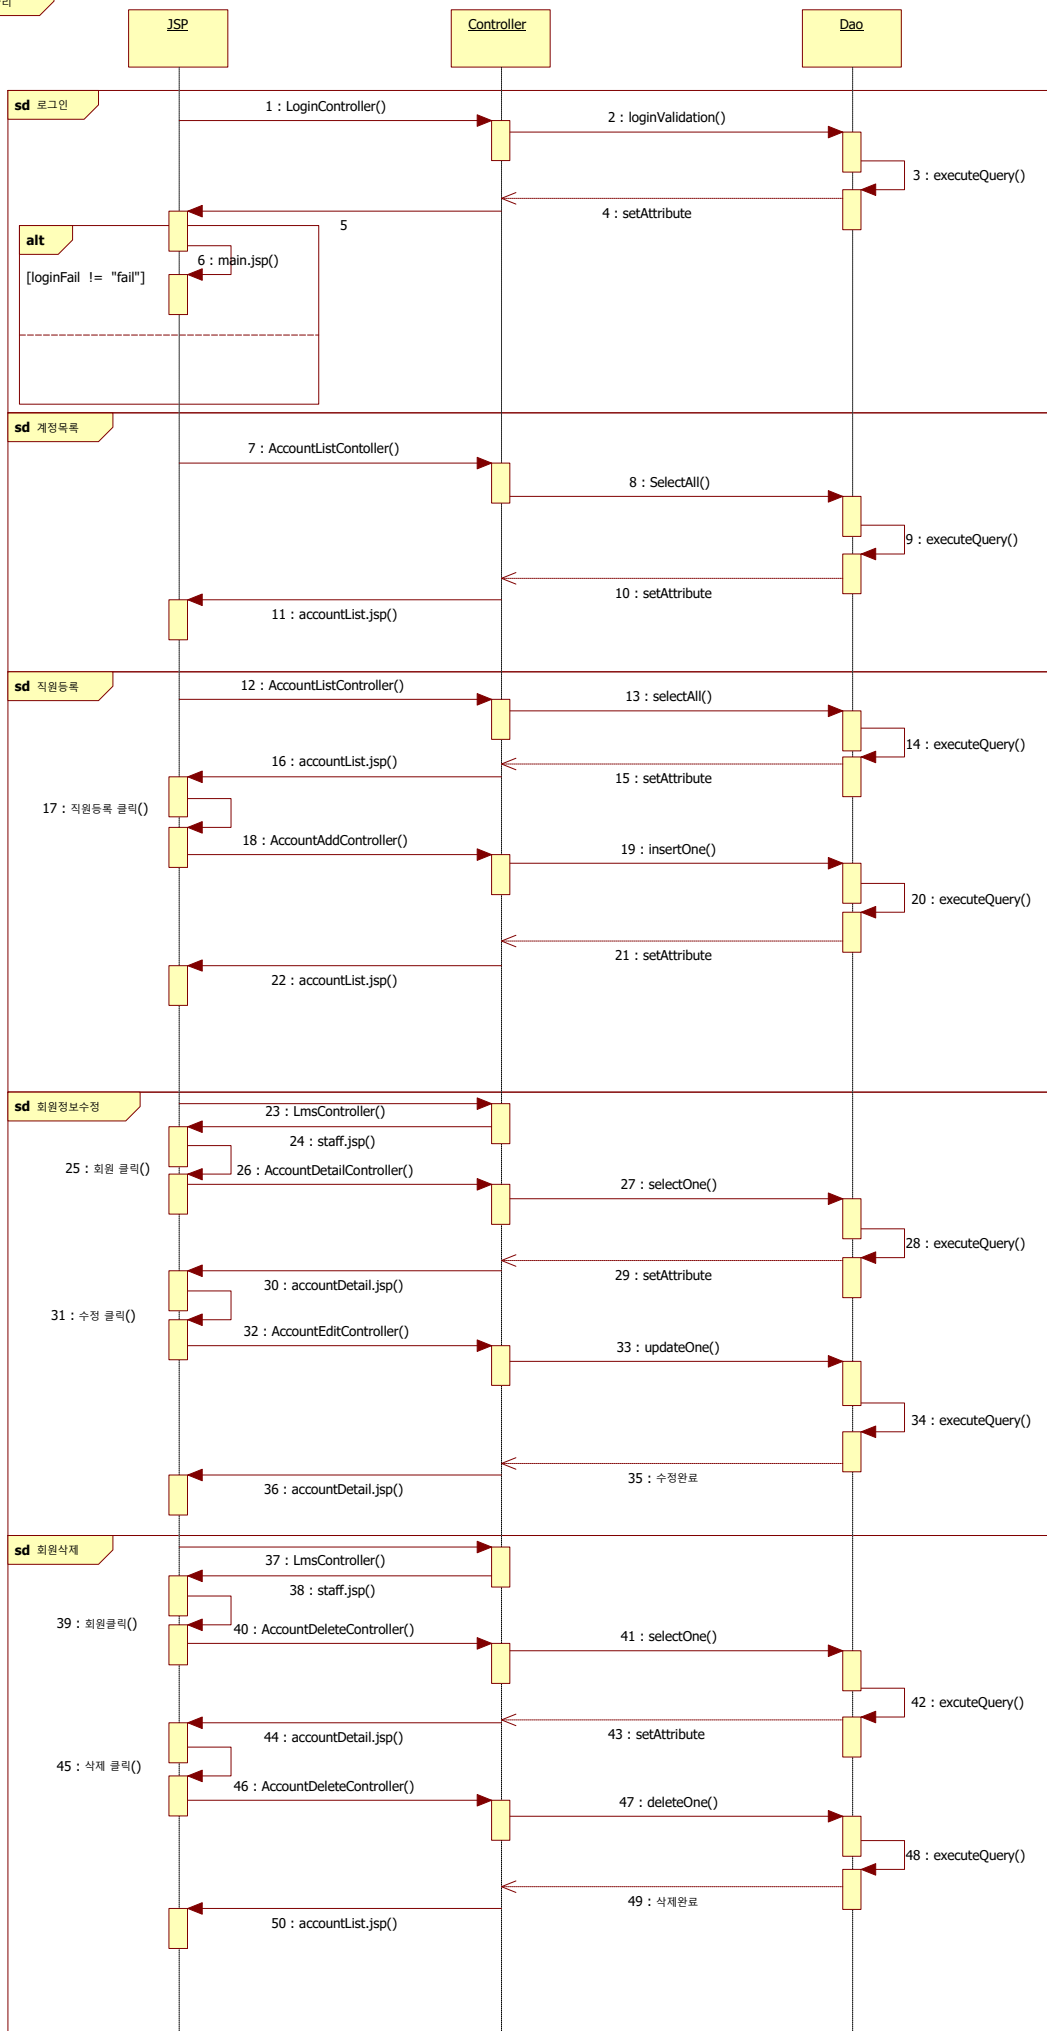 JSP
Controller
Dao
sd 로그인
1 : LoginController()
2 : loginValidation()
3 : executeQuery()
4 : setAttribute
5
alt
6 : main.jsp()
[loginFail != "fail"]
sd 계정목록
7 : AccountListContoller()
8 : SelectAll()
9 : executeQuery()
10 : setAttribute
11 : accountList.jsp()
sd 직원등록
12 : AccountListController()
13 : selectAll()
14 : executeQuery()
16 : accountList.jsp()
15 : setAttribute
17 : 직원등록 클릭()
18 : AccountAddController()
19 : insertOne()
20 : executeQuery()
21 : setAttribute
22 : accountList.jsp()
sd 회원정보수정
23 : LmsController()
24 : staff.jsp()
25 : 회원 클릭()
26 : AccountDetailController()
27 : selectOne()
28 : executeQuery()
29 : setAttribute
30 : accountDetail.jsp()
31 : 수정 클릭()
32 : AccountEditController()
33 : updateOne()
34 : executeQuery()
35 : 수정완료
36 : accountDetail.jsp()
sd 회원삭제
37 : LmsController()
38 : staff.jsp()
39 : 회원클릭()
40 : AccountDeleteController()
41 : selectOne()
42 : excuteQuery()
43 : setAttribute
44 : accountDetail.jsp()
45 : 삭제 클릭()
46 : AccountDeleteController()
47 : deleteOne()
48 : executeQuery()
49 : 삭제완료
50 : accountList.jsp()